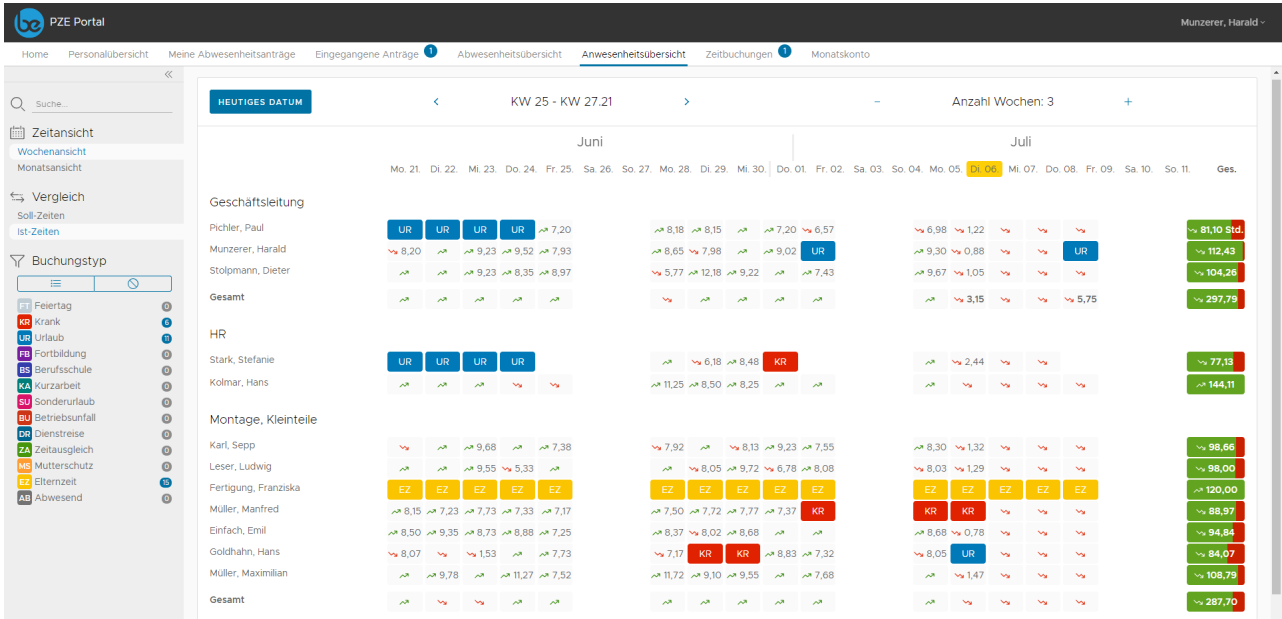 be PZE Portal Munzerer, Harald
Home Personalübersicht Meine Abwesenheitsanträge Eingegangene Anträge 1 Abwesenheitsübersicht Anwesenheitsübersicht Zeitbuchungen 1 Monatskonto
Suche...
Zeitansicht
Wochenansicht
Monatsansicht
Vergleich
Soll-Zeiten
Ist-Zeiten
Buchungstyp
FT Feiertag 0
KR Krank 6
UR Urlaub 11
FB Fortbildung 0
BS Berufsschule 0
KA Kurzarbeit 0
SU Sonderurlaub 0
BU Betriebsunfall 0
DR Dienstreise 0
ZA Zeitausgleich 0
MS Mutterschutz 0
EZ Elternzeit 15
AB Abwesend 0
HEUTIGES DATUM KW 25 - KW 27.21 Anzahl Wochen: 3
Juni Juli
Mo. 21. Di. 22. Mi. 23. Do. 24. Fr. 25. Sa. 26. So. 27. Mo. 28. Di. 29. Mi. 30. Do. 01. Fr. 02. Sa. 03. So. 04. Mo. 05. Di. 06. Mi. 07. Do. 08. Fr. 09. Sa. 10. So. 11. Ges.
Geschäftsleitung
Pichler, Paul UR UR UR UR 7,20 8,18 8,15 7,20 6,57 6,98 1,22 81,10 Std.
Munzerer, Harald 8,20 9,23 9,52 7,93 8,65 7,98 9,02 UR 9,30 0,88 UR 112,43
Stolpmann, Dieter 9,23 8,35 8,97 5,77 12,18 9,22 7,43 9,67 1,05 104,26
Gesamt 3,15 5,75 297,79
HR
Stark, Stefanie UR UR UR UR 6,18 8,48 KR 2,44 77,13
Kolmar, Hans 11,25 8,50 8,25 144,11
Montage, Kleinteile
Karl, Sepp 9,68 7,38 7,92 8,13 9,23 7,55 8,30 1,32 98,66
Leser, Ludwig 9,55 5,33 8,05 9,72 6,78 8,08 8,03 1,29 98,00
Fertigung, Franziska EZ EZ EZ EZ EZ EZ EZ EZ EZ EZ EZ EZ EZ EZ EZ 120,00
Müller, Manfred 8,15 7,23 7,73 7,33 7,17 7,50 7,72 7,77 7,37 KR KR KR 88,97
Einfach, Emil 8,50 9,35 8,73 8,88 7,25 8,37 8,02 8,68 8,68 0,78 94,84
Goldhahn, Hans 8,07 1,53 7,73 7,17 KR KR 8,83 7,32 8,05 UR 84,07
Müller, Maximilian 9,78 11,27 7,52 11,72 9,10 9,55 7,68 1,47 108,79
Gesamt 287,70